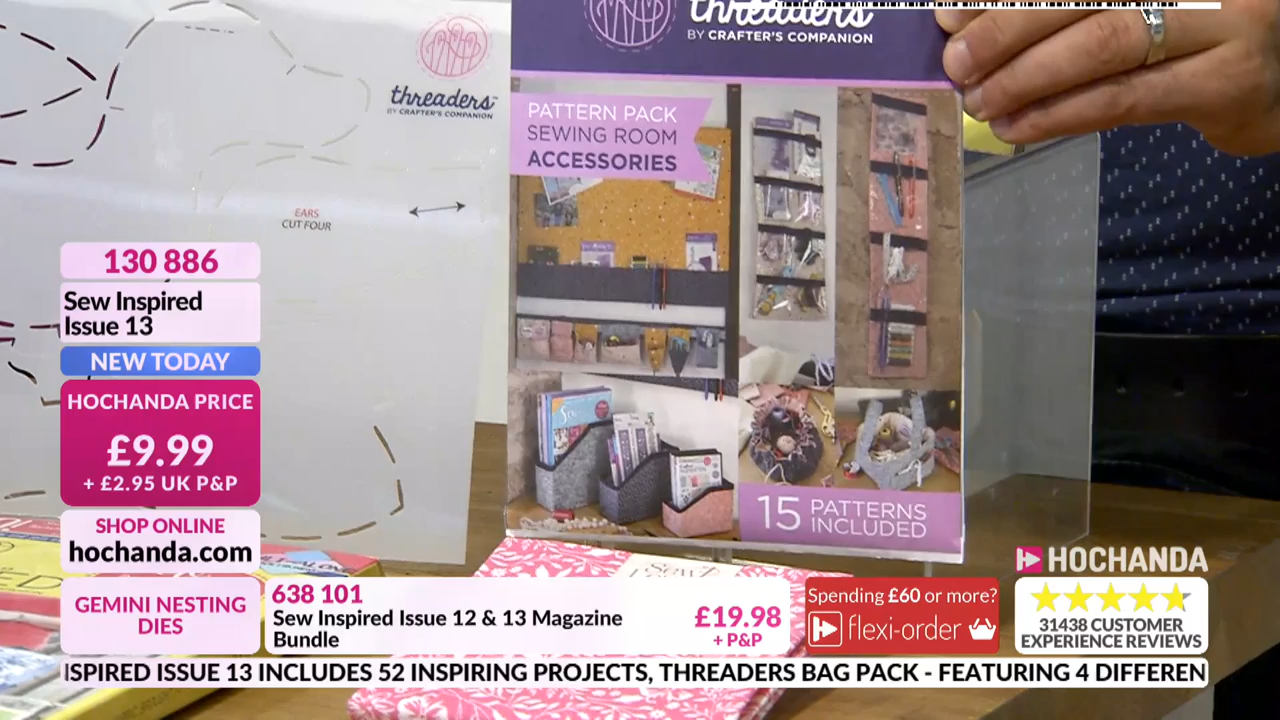 threaders
BY CRAFTER'S COMPANION
PATTERN PACK
SEWING ROOM
ACCESSORIES
15 PATTERNS
INCLUDED
threaders
BY CRAFTER'S COMPANION
EARS
CUT FOUR
130 886
Sew Inspired
Issue 13
NEW TODAY
HOCHANDA PRICE
£9.99
+ £2.95 UK P&P
SHOP ONLINE
hochanda.com
GEMINI NESTING
DIES
638 101
Sew Inspired Issue 12 & 13 Magazine
Bundle
£19.98
+ P&P
Spending £60 or more?
flexi-order
HOCHANDA
31438 CUSTOMER
EXPERIENCE REVIEWS
ISPIRED ISSUE 13 INCLUDES 52 INSPIRING PROJECTS, THREADERS BAG PACK - FEATURING 4 DIFFEREN